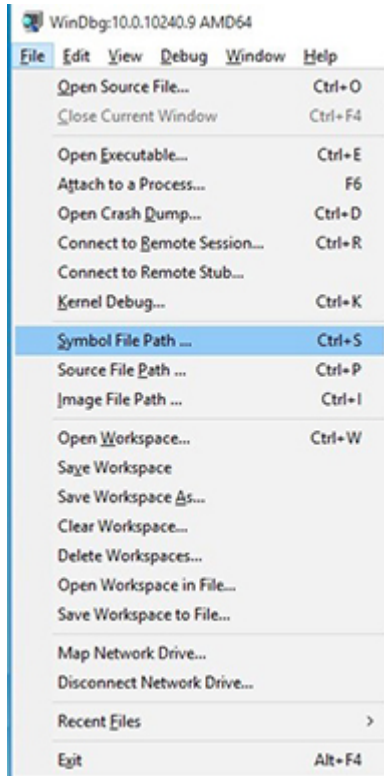 WinDbg:10.0.10240.9 AMD64
File Edit View Debug Window Help
Open Source File... Ctrl+O
Close Current Window Ctrl+F4
Open Executable... Ctrl+E
Attach to a Process... F6
Open Crash Dump... Ctrl+D
Connect to Remote Session... Ctrl+R
Connect to Remote Stub...
Kernel Debug... Ctrl+K
Symbol File Path ... Ctrl+S
Source File Path ... Ctrl+P
Image File Path ... Ctrl+I
Open Workspace... Ctrl+W
Save Workspace
Save Workspace As...
Clear Workspace...
Delete Workspaces...
Open Workspace in File...
Save Workspace to File...
Map Network Drive...
Disconnect Network Drive...
Recent Files >
Exit Alt+F4